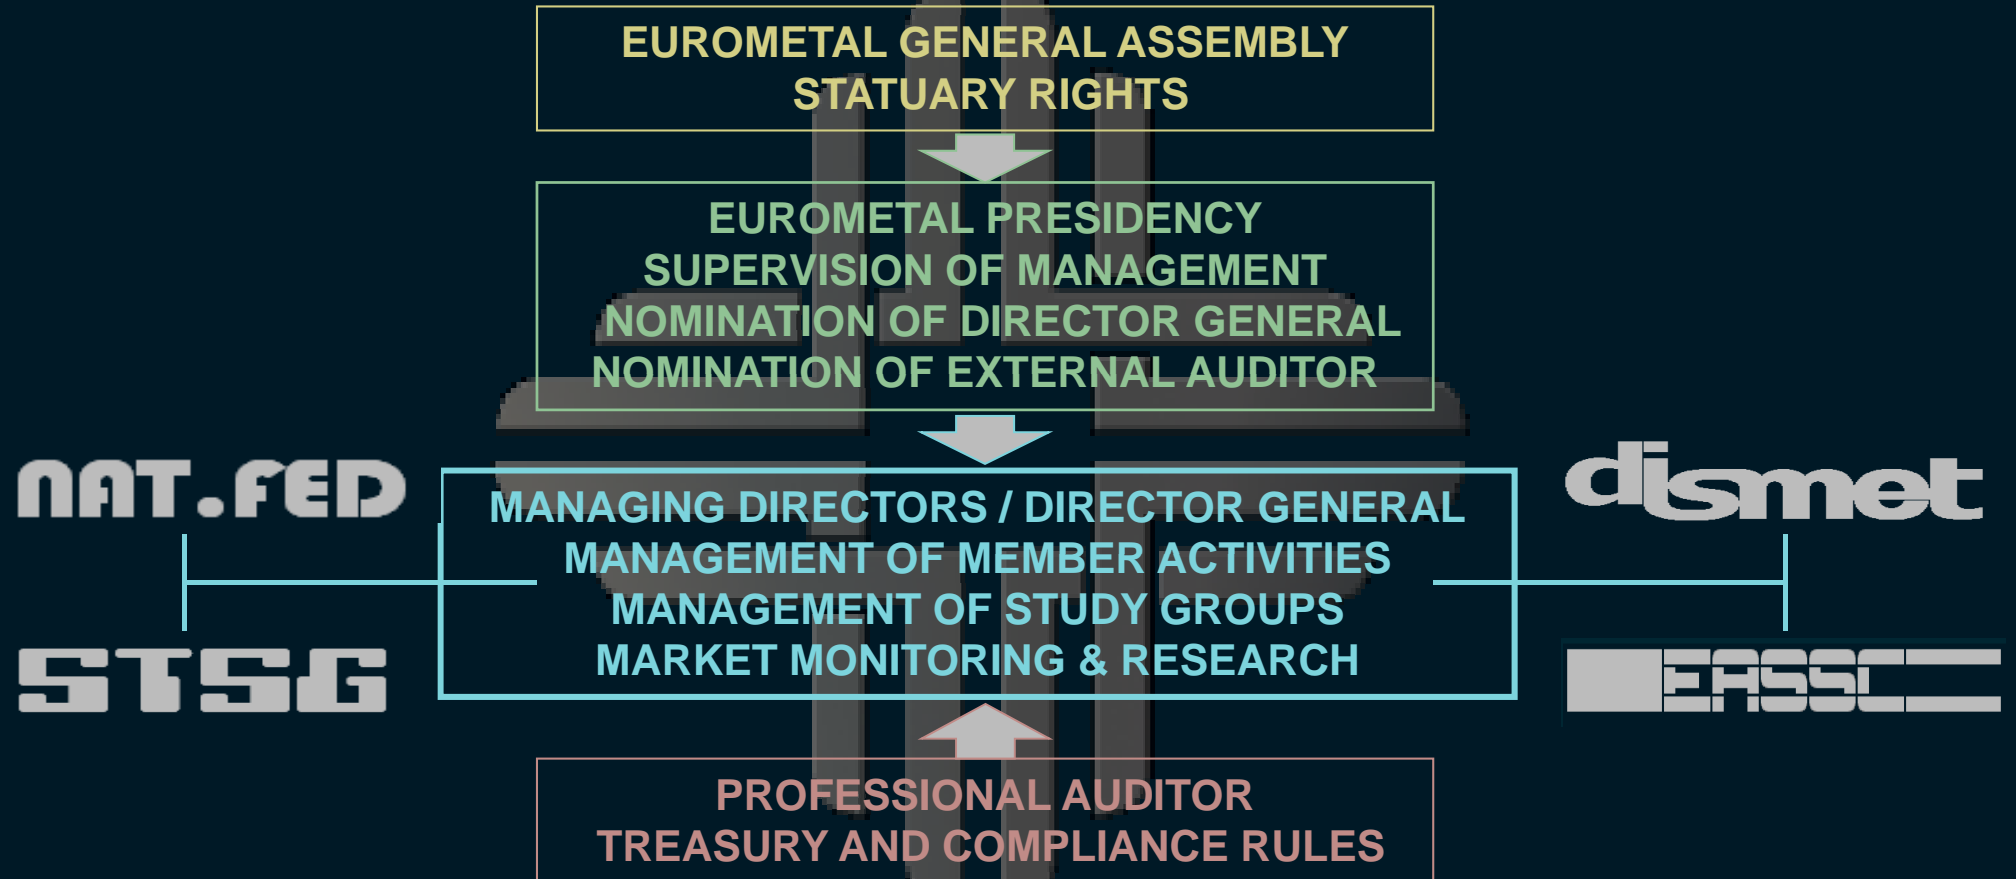 EUROMETAL GENERAL ASSEMBLY
STATUARY RIGHTS
EUROMETAL PRESIDENCY
SUPERVISION OF MANAGEMENT
NOMINATION OF DIRECTOR GENERAL
NOMINATION OF EXTERNAL AUDITOR
NAT.FED
STSG
MANAGING DIRECTORS / DIRECTOR GENERAL
MANAGEMENT OF MEMBER ACTIVITIES
MANAGEMENT OF STUDY GROUPS
MARKET MONITORING & RESEARCH
dismet
EASSC
PROFESSIONAL AUDITOR
TREASURY AND COMPLIANCE RULES